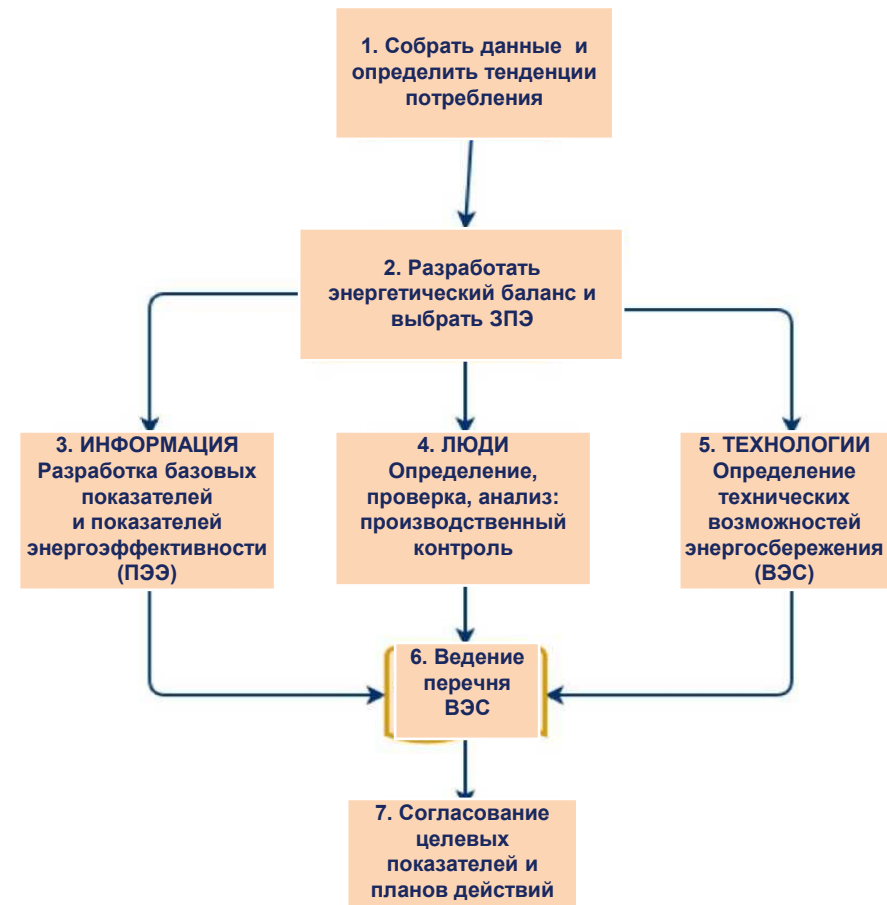 1. Собрать данные и
определить тенденции
потребления
2. Разработать
энергетический баланс и
выбрать ЗПЭ
3. ИНФОРМАЦИЯ
Разработка базовых
показателей
и показателей
энергоэффективности
(ПЭЭ)
4. ЛЮДИ
Определение,
проверка, анализ:
производственный
контроль
5. ТЕХНОЛОГИИ
Определение
технических
возможностей
энергосбережения
(ВЭС)
6. Ведение
перечня
ВЭС
7. Согласование
целевых
показателей и
планов действий